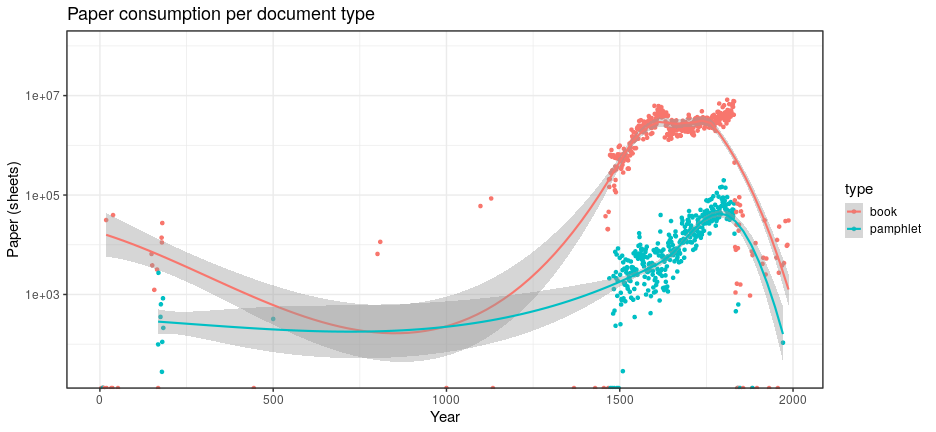 Paper consumption per document type
Paper (sheets)
1e+07
1e+05
1e+03
0
500
1000
1500
2000
Year
type
book
pamphlet